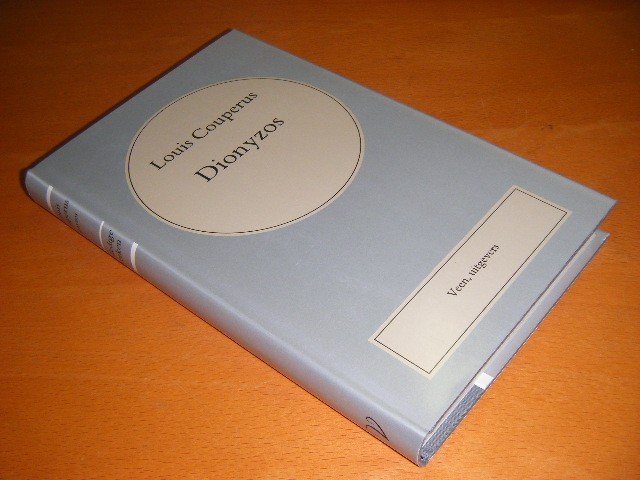 Louis Couperus
Dionyzos
Veen, uitgevers
V